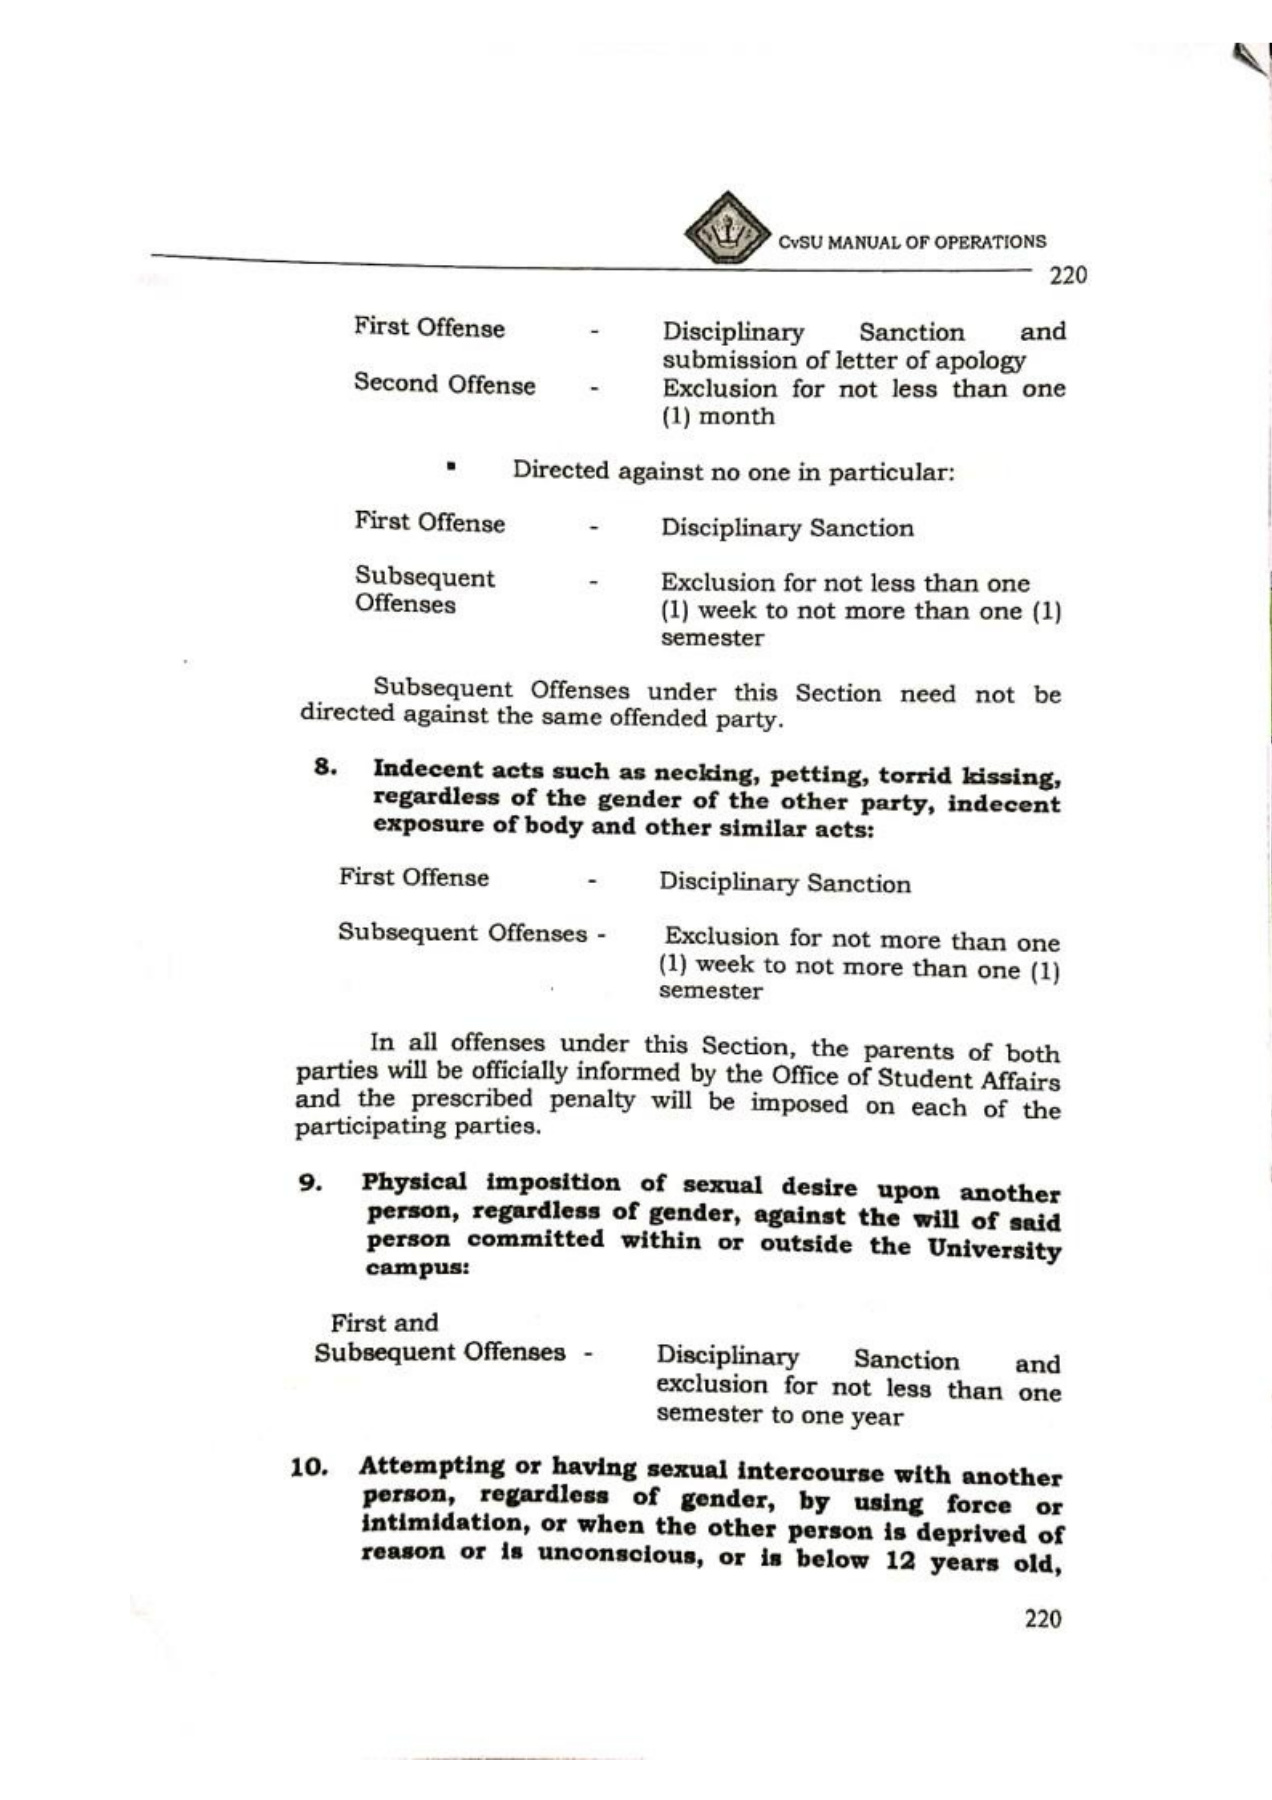 CvSU MANUAL OF OPERATIONS
220
First Offense - Disciplinary Sanction and
submission of letter of apology
Second Offense - Exclusion for not less than one
(1) month
▪ Directed against no one in particular:
First Offense - Disciplinary Sanction
Subsequent - Exclusion for not less than one
Offenses (1) week to not more than one (1)
semester
Subsequent Offenses under this Section need not be
directed against the same offended party.
8. Indecent acts such as necking, petting, torrid kissing,
regardless of the gender of the other party, indecent
exposure of body and other similar acts:
First Offense - Disciplinary Sanction
Subsequent Offenses - Exclusion for not more than one
(1) week to not more than one (1)
semester
In all offenses under this Section, the parents of both
parties will be officially informed by the Office of Student Affairs
and the prescribed penalty will be imposed on each of the
participating parties.
9. Physical imposition of sexual desire upon another
person, regardless of gender, against the will of said
person committed within or outside the University
campus:
First and
Subsequent Offenses - Disciplinary Sanction and
exclusion for not less than one
semester to one year
10. Attempting or having sexual intercourse with another
person, regardless of gender, by using force or
intimidation, or when the other person is deprived of
reason or is unconscious, or is below 12 years old,
220